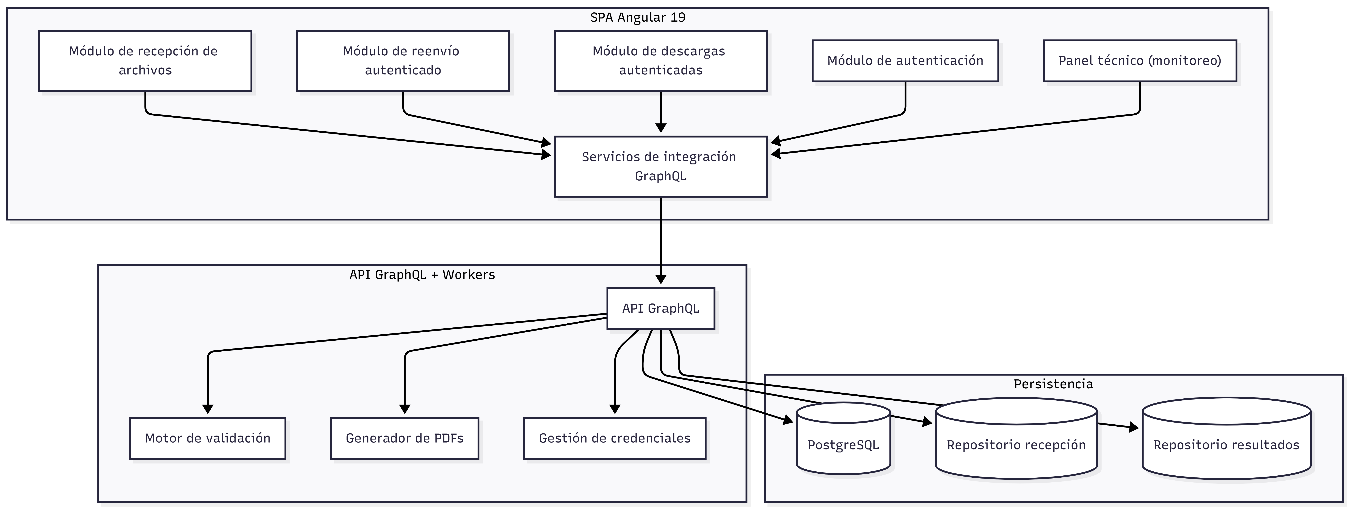 SPA Angular 19
Módulo de recepción de
archivos
Módulo de reenvío
autenticado
Módulo de descargas
autenticadas
Módulo de autenticación
Panel técnico (monitoreo)
Servicios de integración
GraphQL
API GraphQL + Workers
API GraphQL
Motor de validación
Generador de PDFs
Gestión de credenciales
Persistencia
PostgreSQL
Repositorio recepción
Repositorio resultados